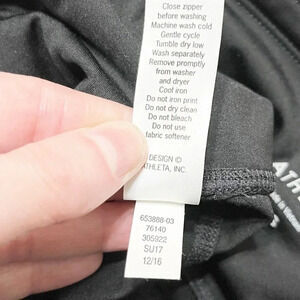 Close zipper
before washing
Machine wash cold
Gentle cycle
Tumble dry low
Remove promptly
from washer
and dryer
Cool iron
Do not iron print
Do not dry clean
Do not bleach
Do not use
fabric softener
DESIGN ©
ATHLETA, INC.
653888-03
76140
305922
SU17
12/16